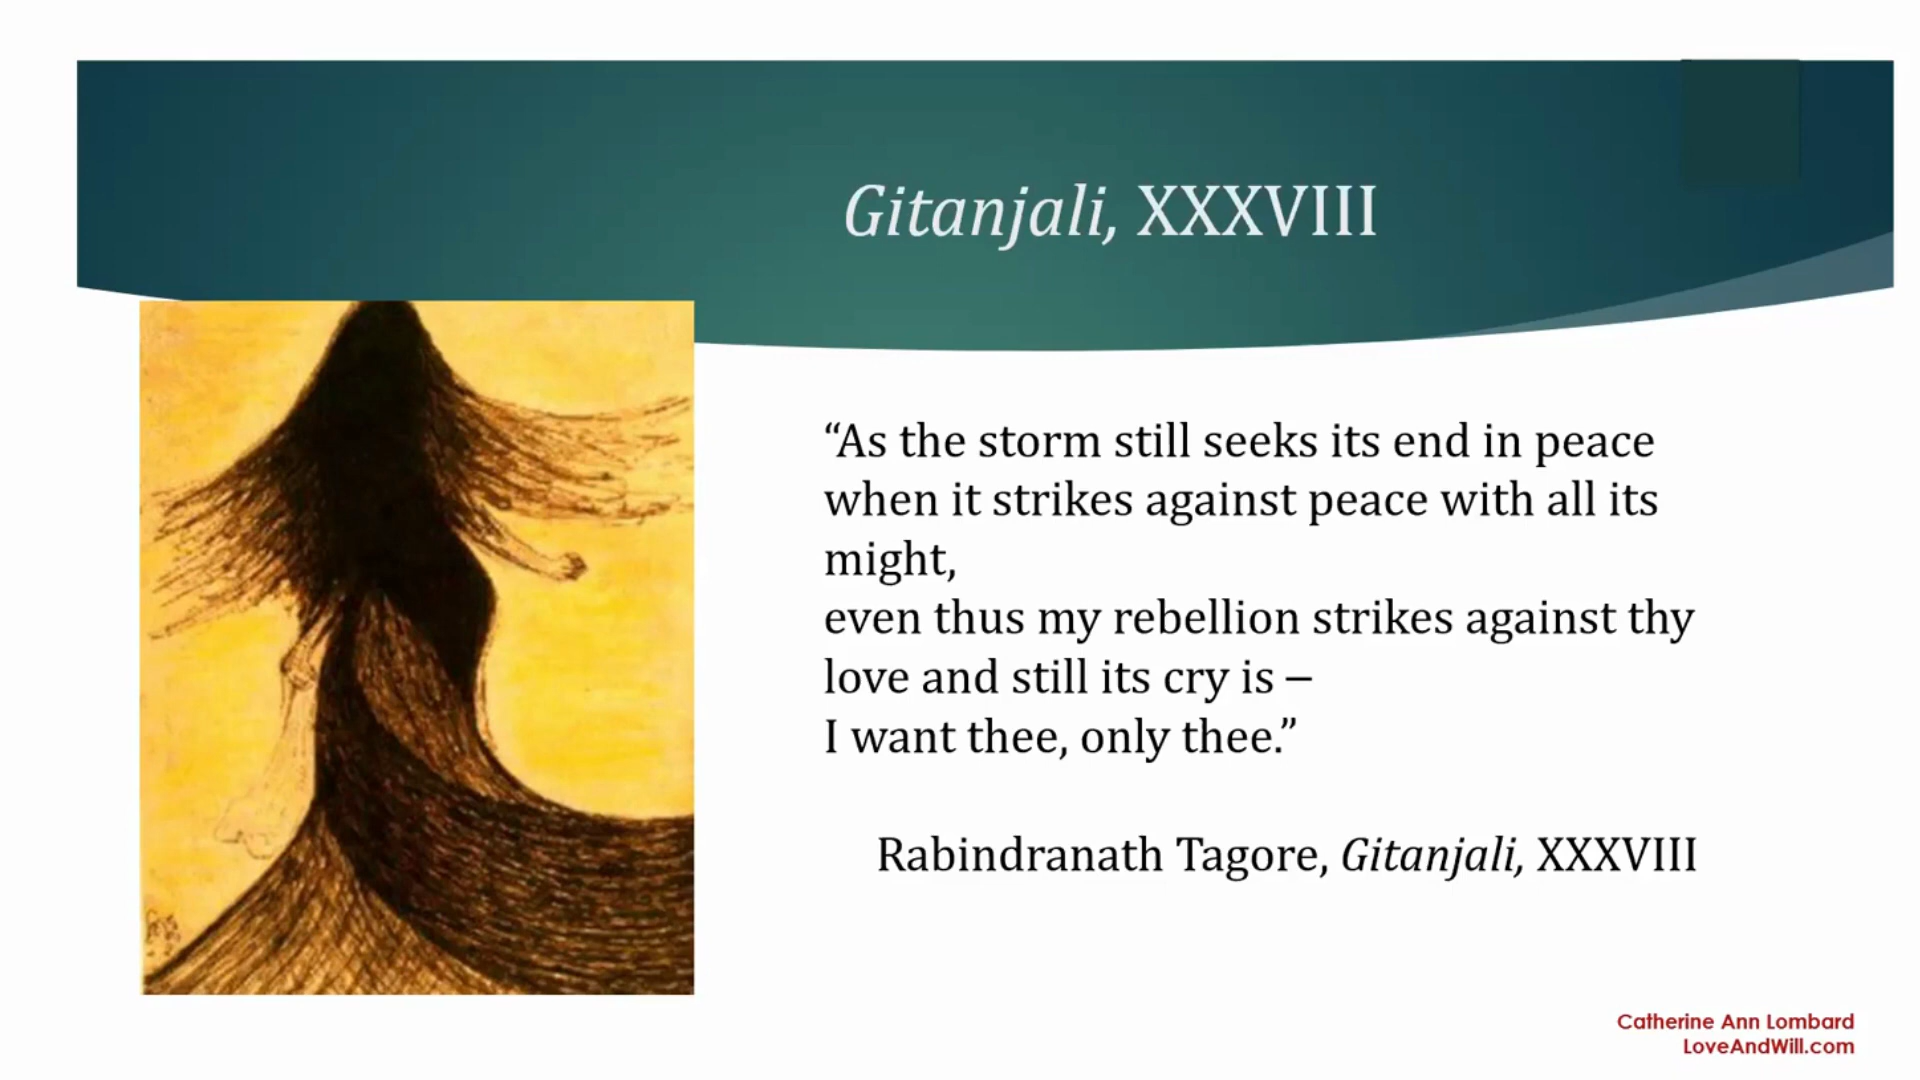 Gitanjali, XXXVIII
“As the storm still seeks its end in peace
when it strikes against peace with all its
might,
even thus my rebellion strikes against thy
love and still its cry is –
I want thee, only thee.”
Rabindranath Tagore, Gitanjali, XXXVIII
Catherine Ann Lombard
LoveAndWill.com